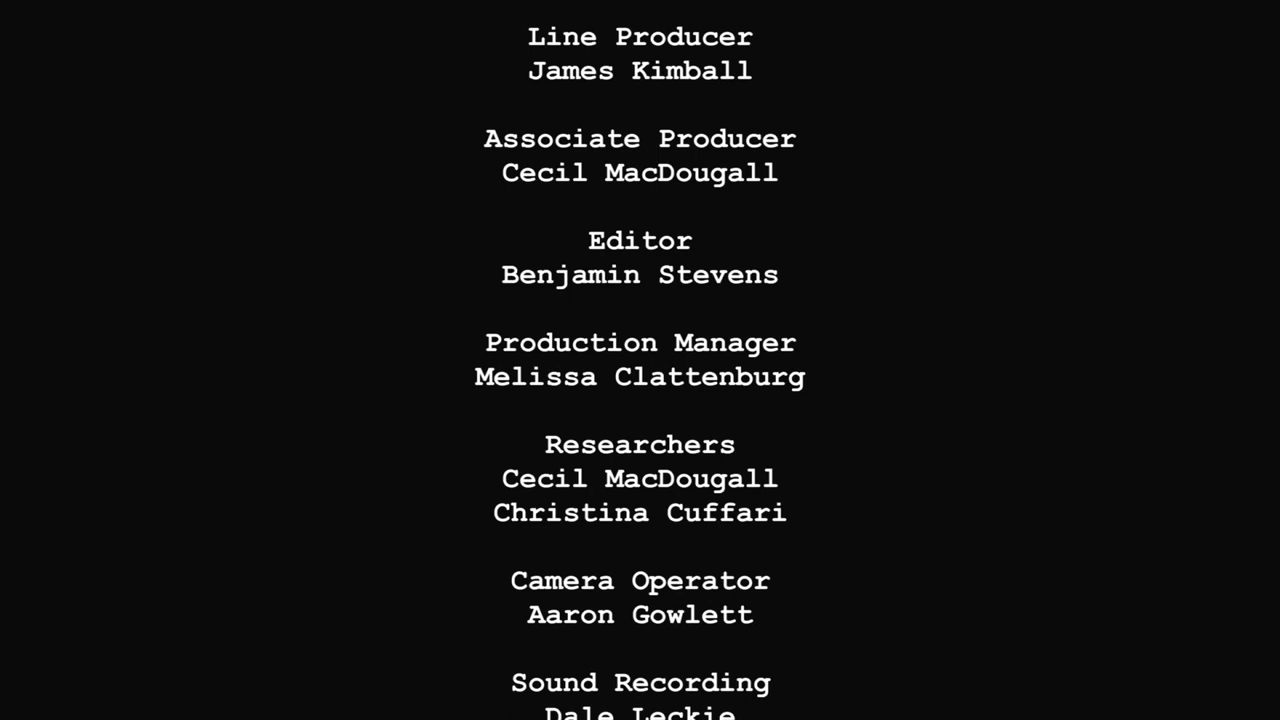 Line Producer
James Kimball
Associate Producer
Cecil MacDougall
Editor
Benjamin Stevens
Production Manager
Melissa Clattenburg
Researchers
Cecil MacDougall
Christina Cuffari
Camera Operator
Aaron Gowlett
Sound Recording
Dale Leckie